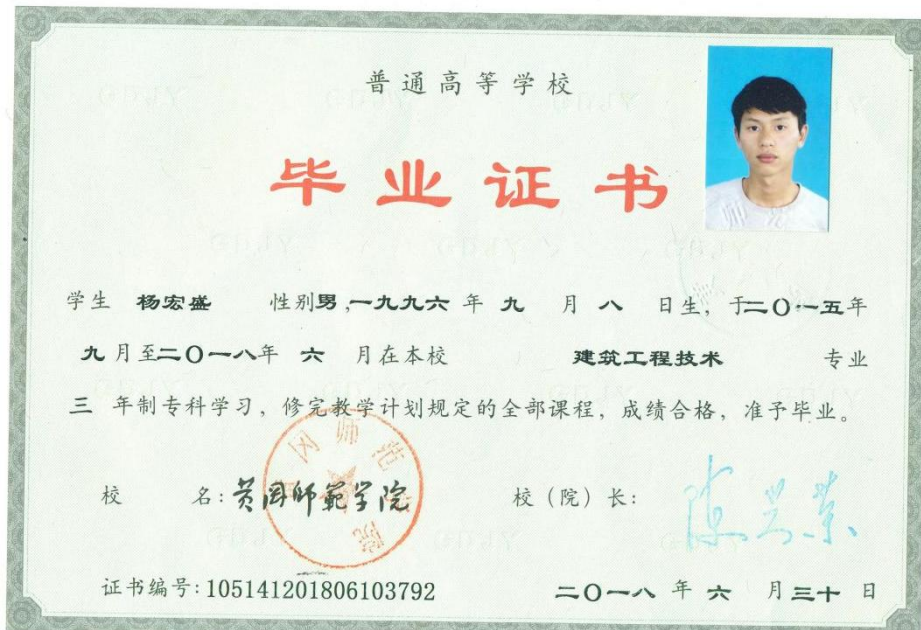 普通高等学校
毕业证书
学生 杨宏盛 性别男,一九九六年九月八日生,于二〇一五年
九月至二〇一八年六月在本校 建筑工程技术 专业
三年制专科学习,修完教学计划规定的全部课程,成绩合格,准予毕业。
校 名:黄冈师范学院 校(院)长:
证书编号:105141201806103792 二〇一八年六月三十日